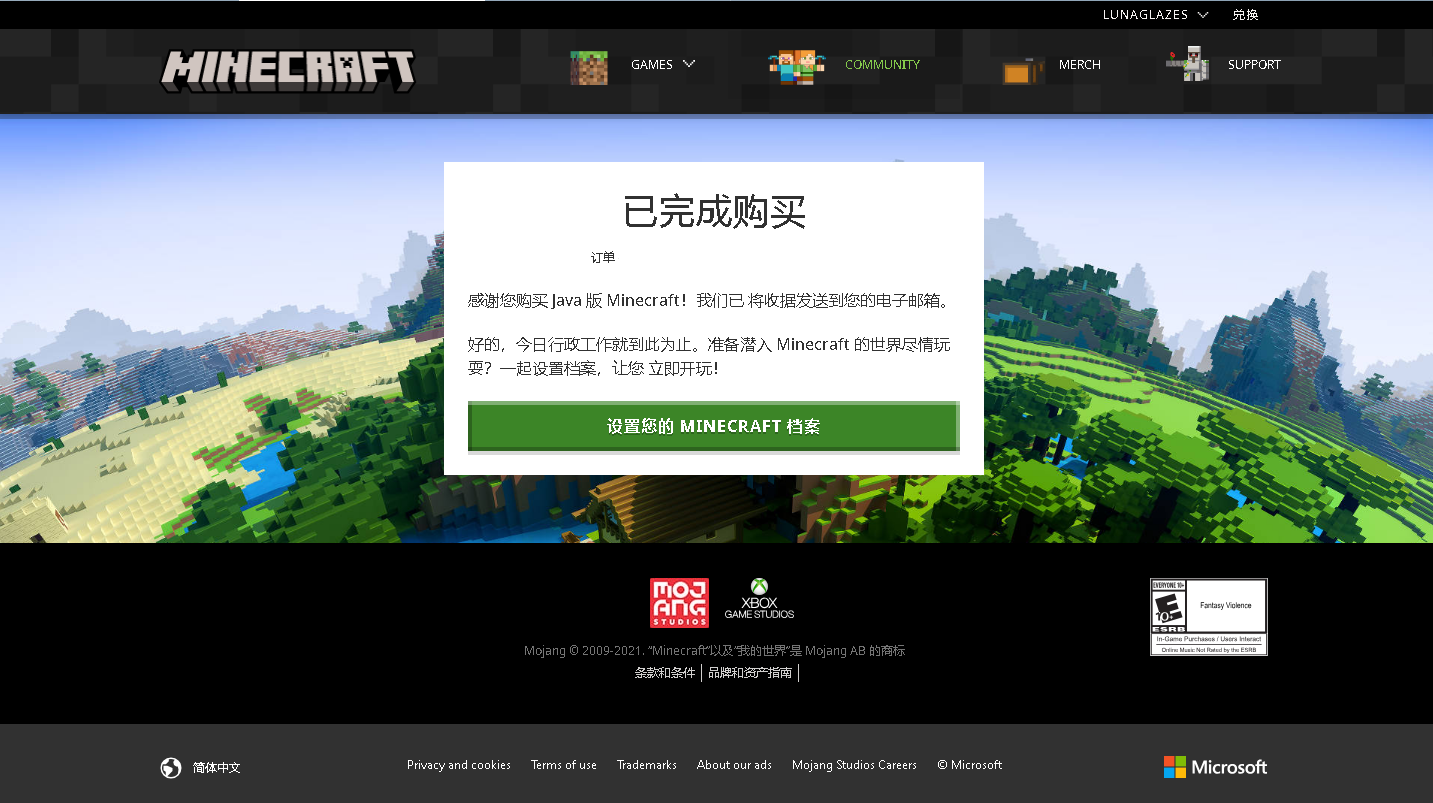 LUNAGLAZES 兑换
MINECRAFT GAMES COMMUNITY MERCH SUPPORT
已完成购买
订单
感谢您购买 Java 版 Minecraft！我们已 将收据发送到您的电子邮箱。
好的，今日行政工作就到此为止。准备潜入 Minecraft 的世界尽情玩
耍？一起设置档案，让您 立即开玩！
设置您的 MINECRAFT 档案
MOJANG STUDIOS
XBOX
GAME STUDIOS
EVERYONE 10+
E 10+
ESRB
Fantasy Violence
In-Game Purchases / Users Interact
Online Music Not Rated by the ESRB
Mojang © 2009-2021. “Minecraft”以及“我的世界”是 Mojang AB 的商标
条款和条件 品牌和资产指南
简体中文 Privacy and cookies Terms of use Trademarks About our ads Mojang Studios Careers © Microsoft Microsoft